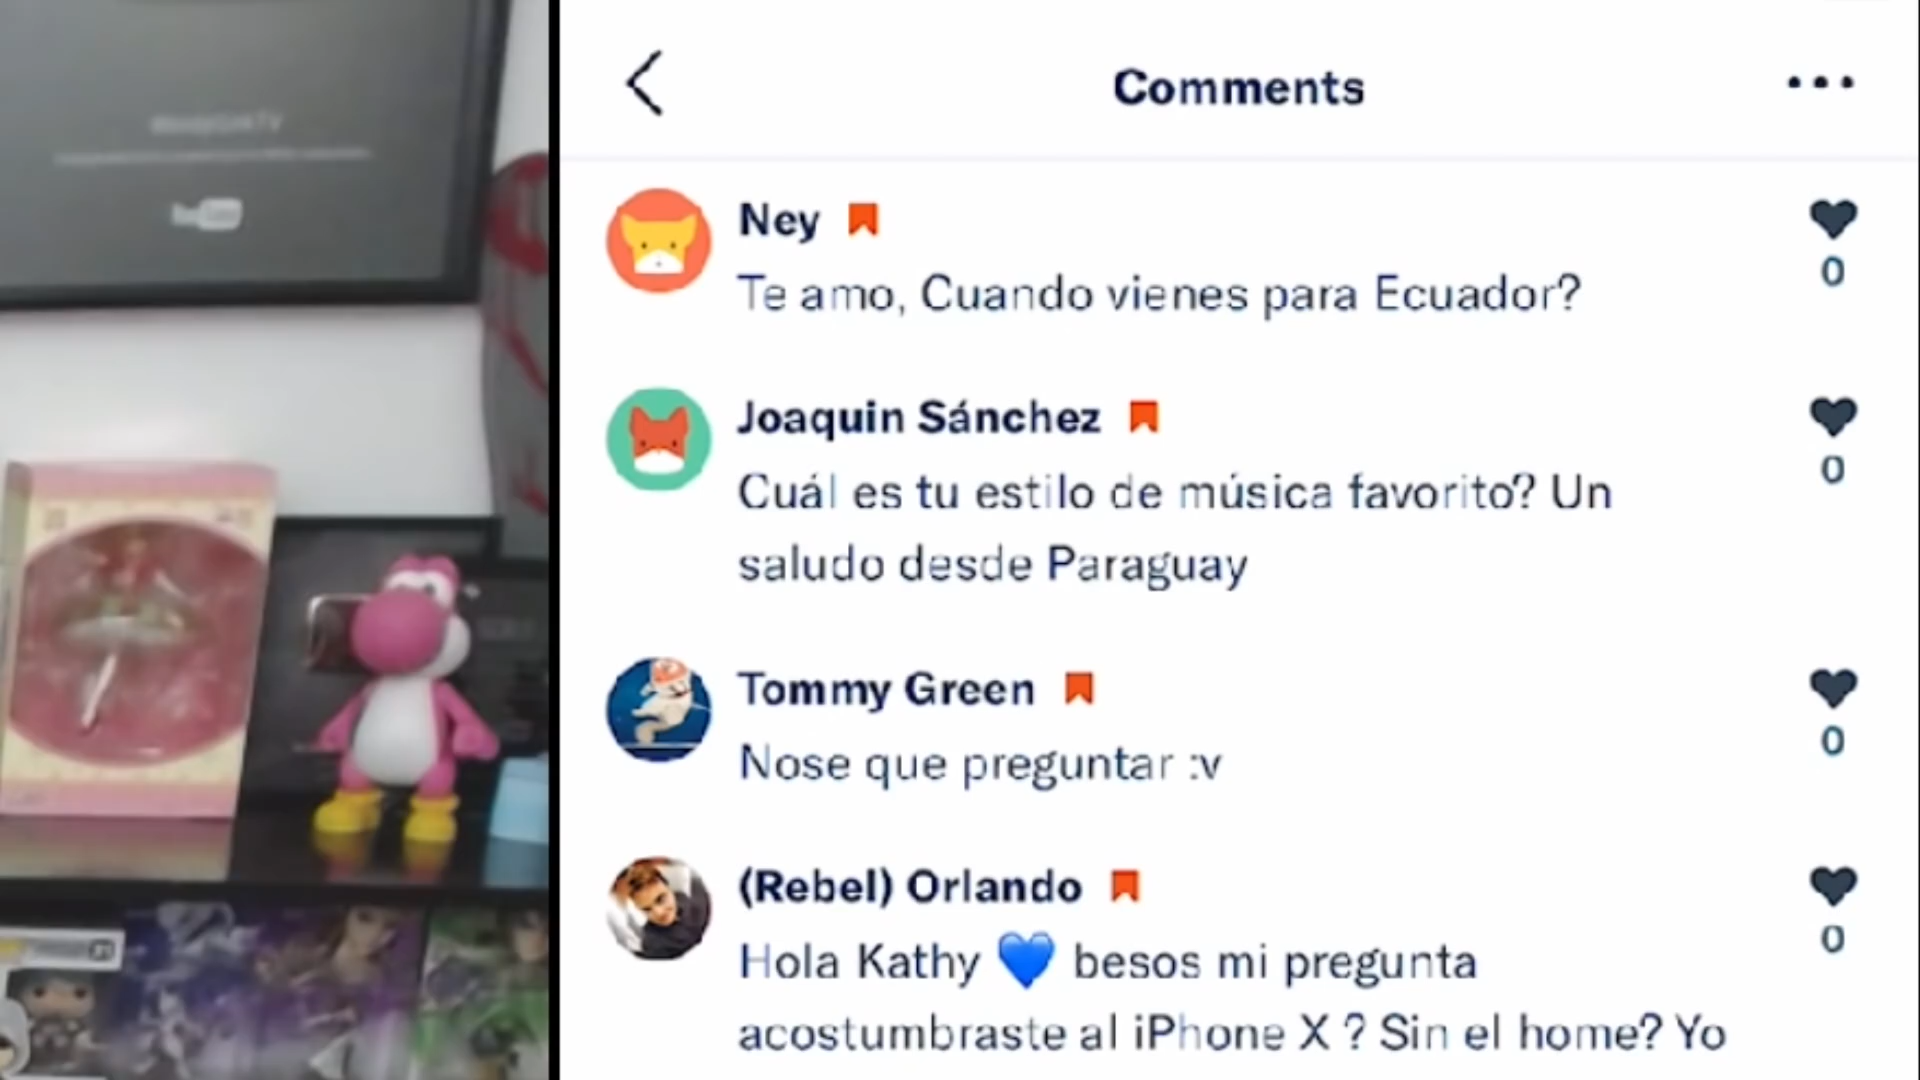 Comments
Ney
0
Te amo, Cuando vienes para Ecuador?
Joaquin Sánchez
0
Cuál es tu estilo de música favorito? Un
saludo desde Paraguay
Tommy Green
0
Nose que preguntar :v
(Rebel) Orlando
0
Hola Kathy 💙 besos mi pregunta
acostumbraste al iPhone X ? Sin el home? Yo